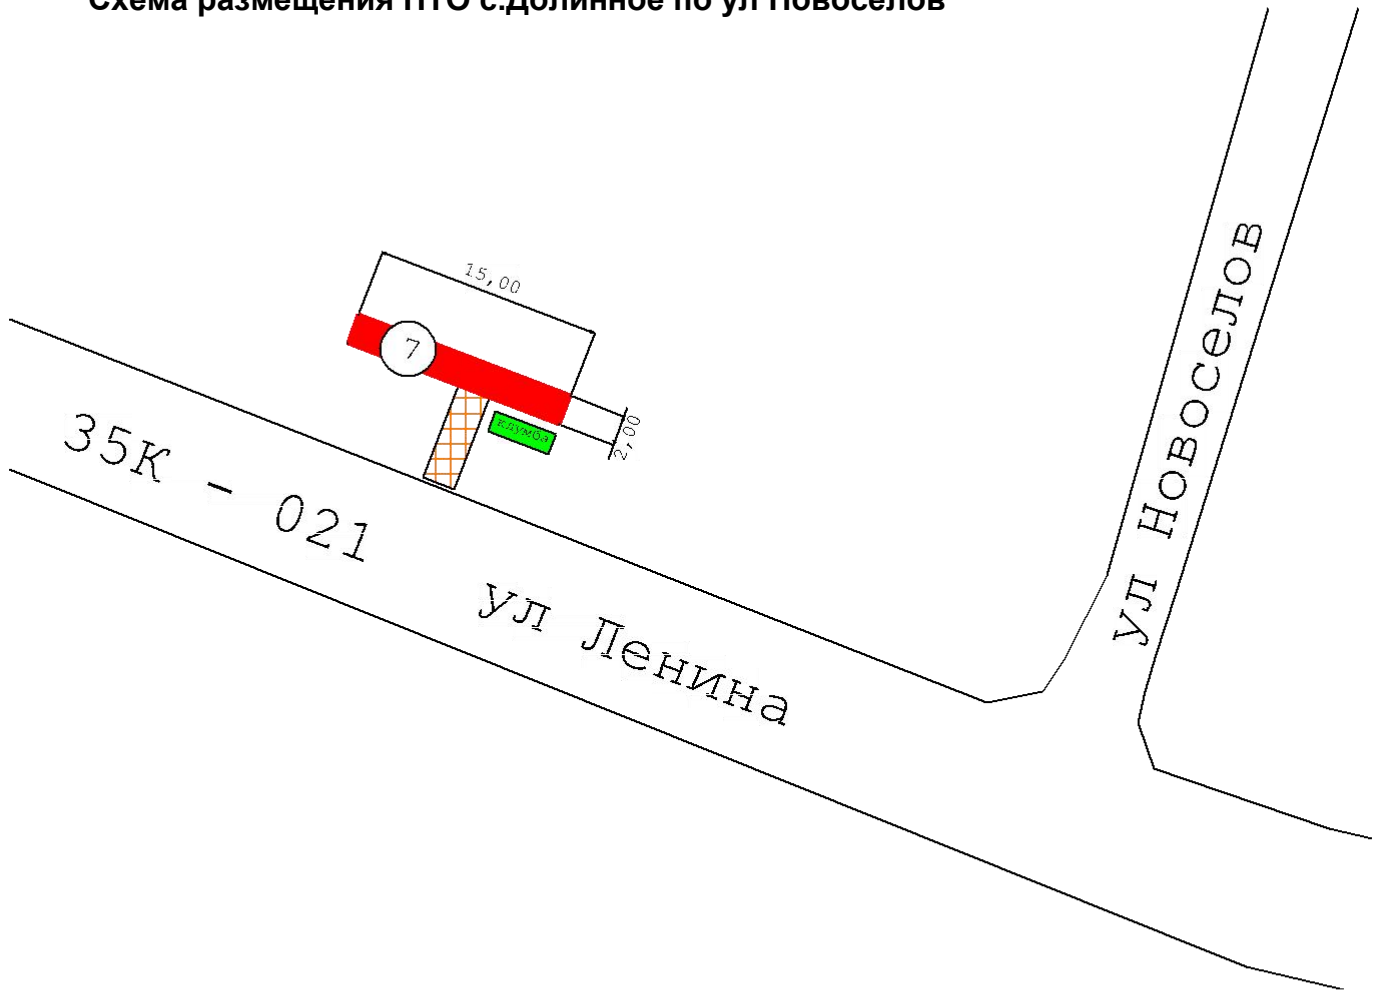 Схема размещения НТО с.Долинное по ул Новоселов
15,00
7
клумба
2,00
35К - 021
ул Ленина
ул Новоселов